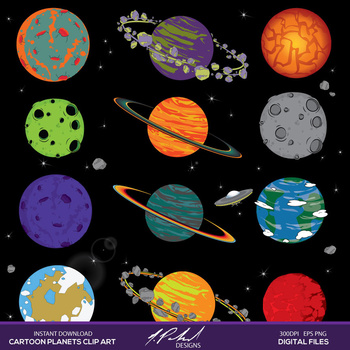 INSTANT DOWNLOAD
CARTOON PLANETS CLIP ART
DESIGNS
300DPI EPS PNG
DIGITAL FILES